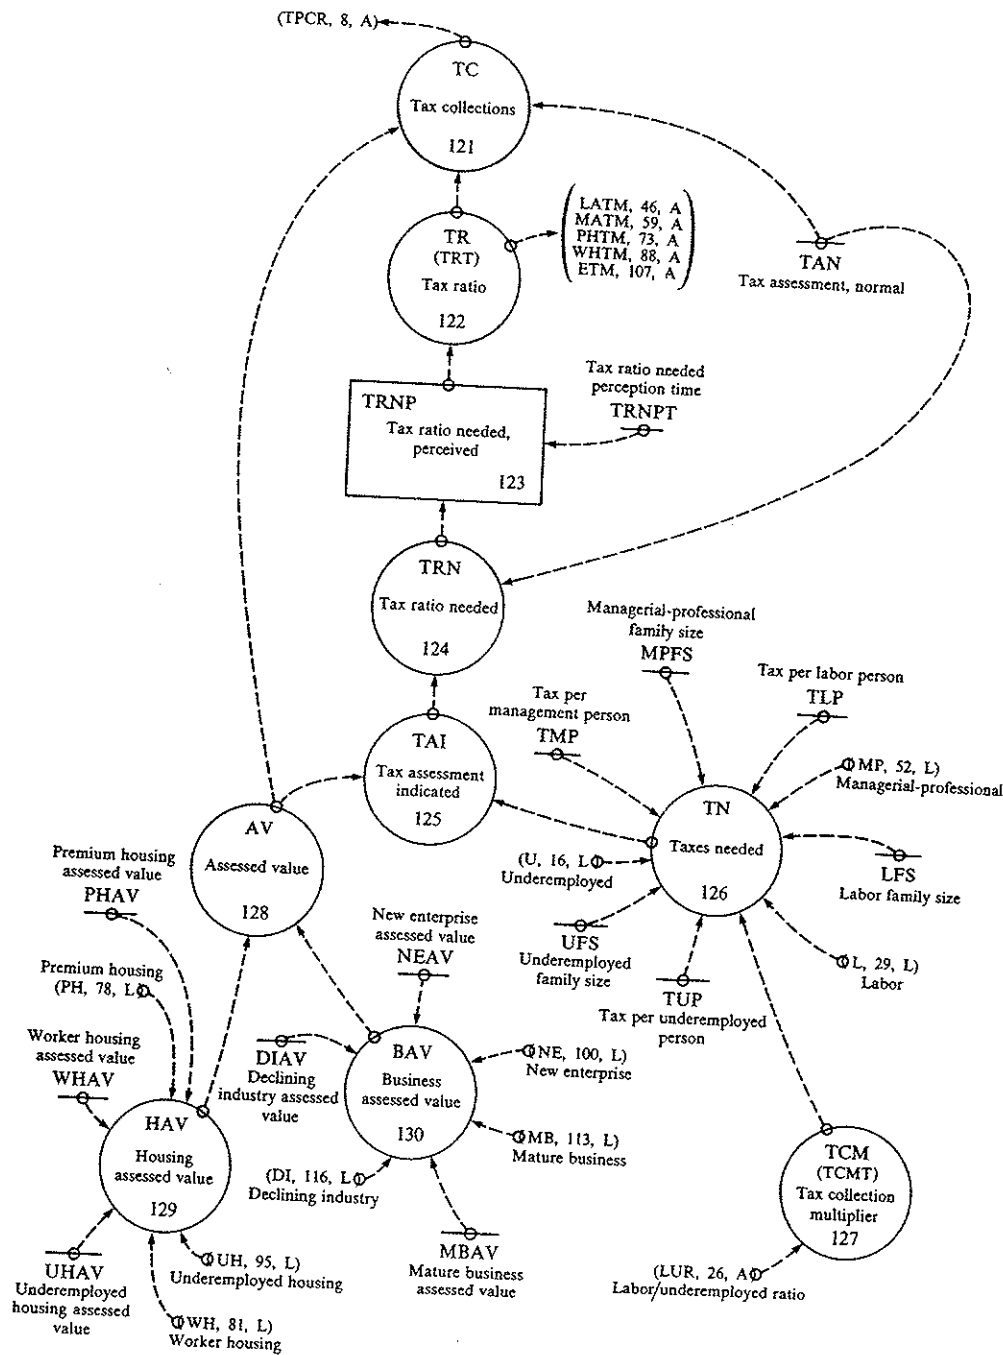 (TPCR, 8, A)
TC
Tax collections
121
LATM, 46, A
MATM, 59, A
PHTM, 73, A
WHTM, 88, A
ETM, 107, A
TR
(TRT)
Tax ratio
122
TAN
Tax assessment, normal
Tax ratio needed
perception time
TRNPT
TRNP
Tax ratio needed,
perceived
123
TRN
Tax ratio needed
124
Managerial-professional
family size
MPFS
Tax per labor person
TLP
Tax per
management person
TMP
TAI
Tax assessment
indicated
125
MP, 52, L)
Managerial-professional
TN
Taxes needed
126
AV
Assessed value
128
(U, 16, L
Underemployed
LFS
Labor family size
Premium housing
assessed value
PHAV
New enterprise
assessed value
NEAV
UFS
Underemployed
family size
L, 29, L)
Labor
TUP
Tax per underemployed
person
Premium housing
(PH, 78, L
Worker housing
assessed value
WHAV
DIAV
Declining
industry assessed
value
BAV
Business
assessed value
130
NE, 100, L)
New enterprise
HAV
Housing
assessed value
129
MB, 113, L)
Mature business
(DI, 116, L
Declining industry
TCM
(TCMT)
Tax collection
multiplier
127
MBAV
Mature business
assessed value
UHAV
Underemployed
housing assessed
value
UH, 95, L)
Underemployed housing
(LUR, 26, A
Labor/underemployed ratio
WH, 81, L)
Worker housing